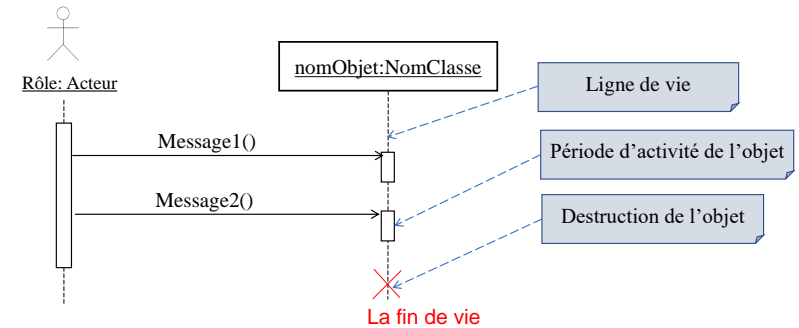 Rôle: Acteur
nomObjet:NomClasse
Ligne de vie
Message1()
Période d'activité de l'objet
Message2()
Destruction de l'objet
La fin de vie